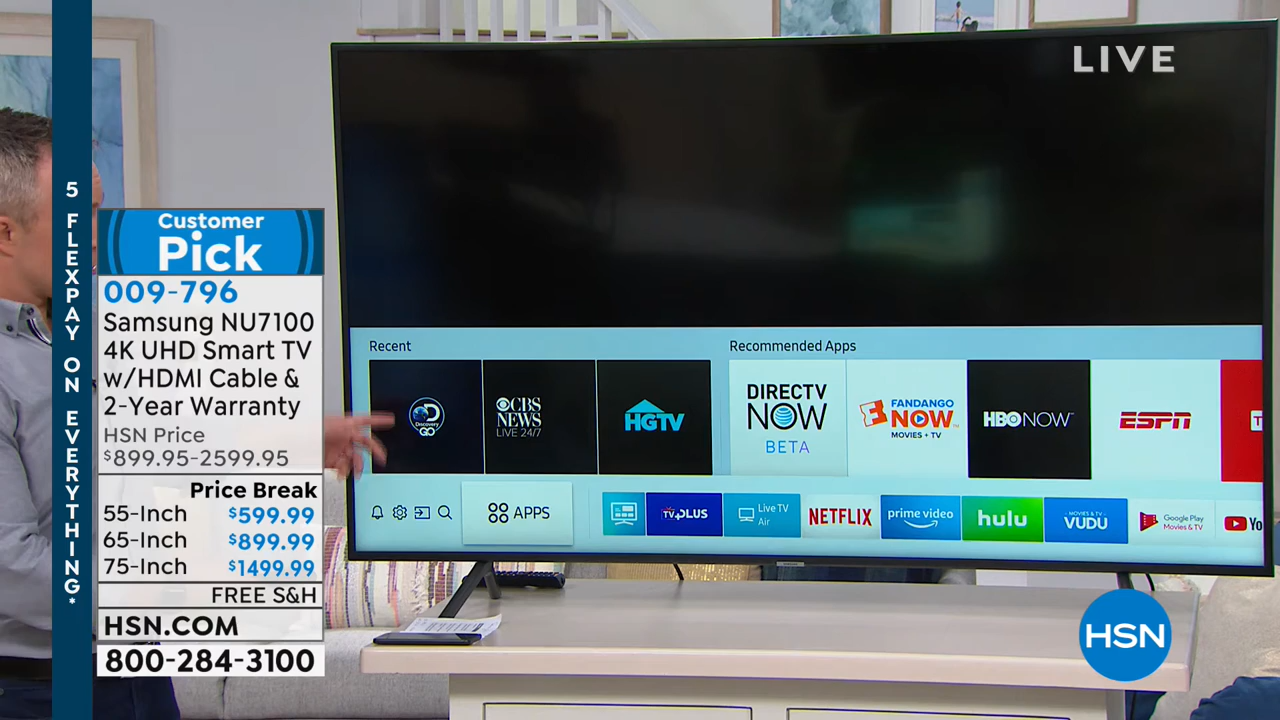 LIVE
5 FLEXPAY ON EVERYTHING*
Customer
Pick
009-796
Samsung NU7100
4K UHD Smart TV
w/HDMI Cable &
2-Year Warranty
HSN Price
$899.95-2599.95
Price Break
55-Inch $599.99
65-Inch $899.99
75-Inch $1499.99
FREE S&H
HSN.COM
800-284-3100
Recent
Recommended Apps
Discovery
GO
CBS
NEWS
LIVE 24/7
HGTV
DIRECTV
NOW
BETA
FANDANGO
NOW
MOVIES + TV
HBONOW
ESPN
T
APPS
TV PLUS
Live TV
Air
NETFLIX
prime video
hulu
MOVIES & TV
VUDU
Google Play
Movies & TV
Yo
HSN